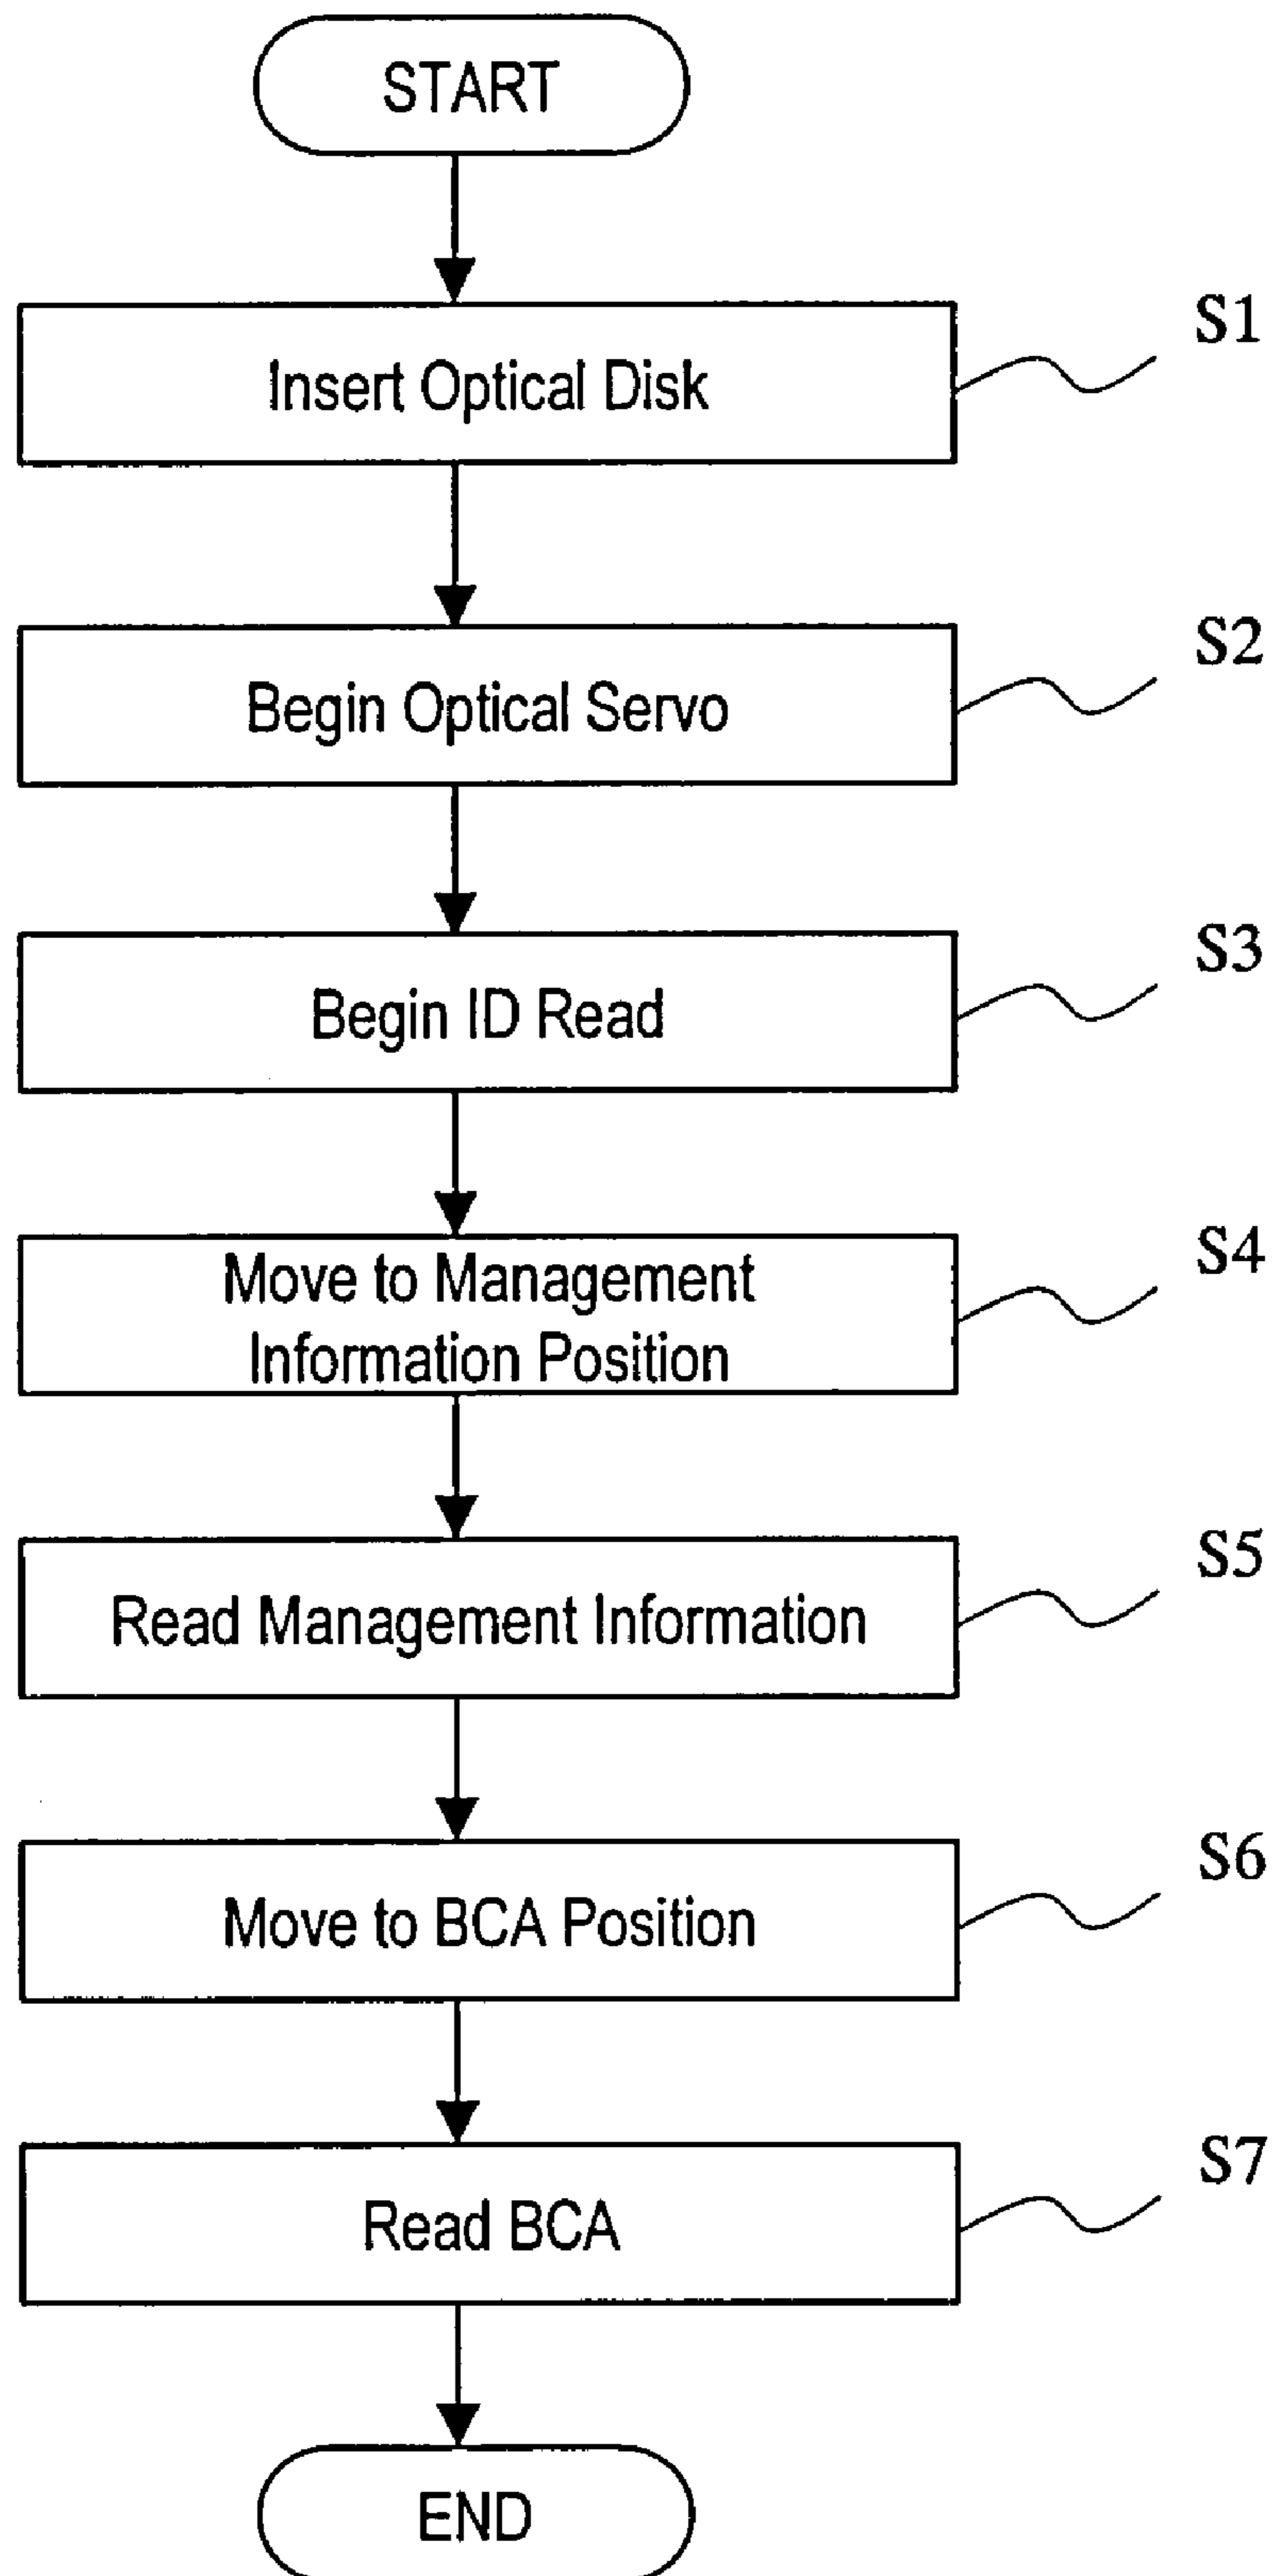 START
Insert Optical Disk
S1
Begin Optical Servo
S2
Begin ID Read
S3
Move to Management
Information Position
S4
Read Management Information
S5
Move to BCA Position
S6
Read BCA
S7
END